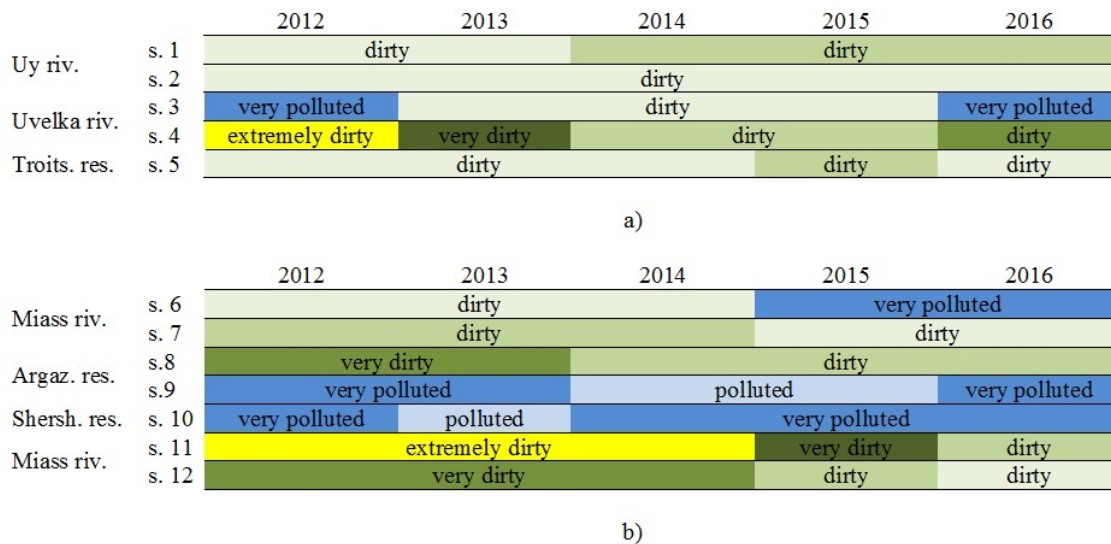 2012 2013 2014 2015 2016
Uy riv. s. 1 dirty dirty
s. 2 dirty
Uvelka riv. s. 3 very polluted dirty very polluted
s. 4 extremely dirty very dirty dirty dirty
Troits. res. s. 5 dirty dirty dirty
a)
2012 2013 2014 2015 2016
Miass riv. s. 6 dirty very polluted
s. 7 dirty dirty
Argaz. res. s.8 very dirty dirty
s.9 very polluted polluted very polluted
Shersh. res. s. 10 very polluted polluted very polluted
Miass riv. s. 11 extremely dirty very dirty dirty
s. 12 very dirty dirty dirty
b)